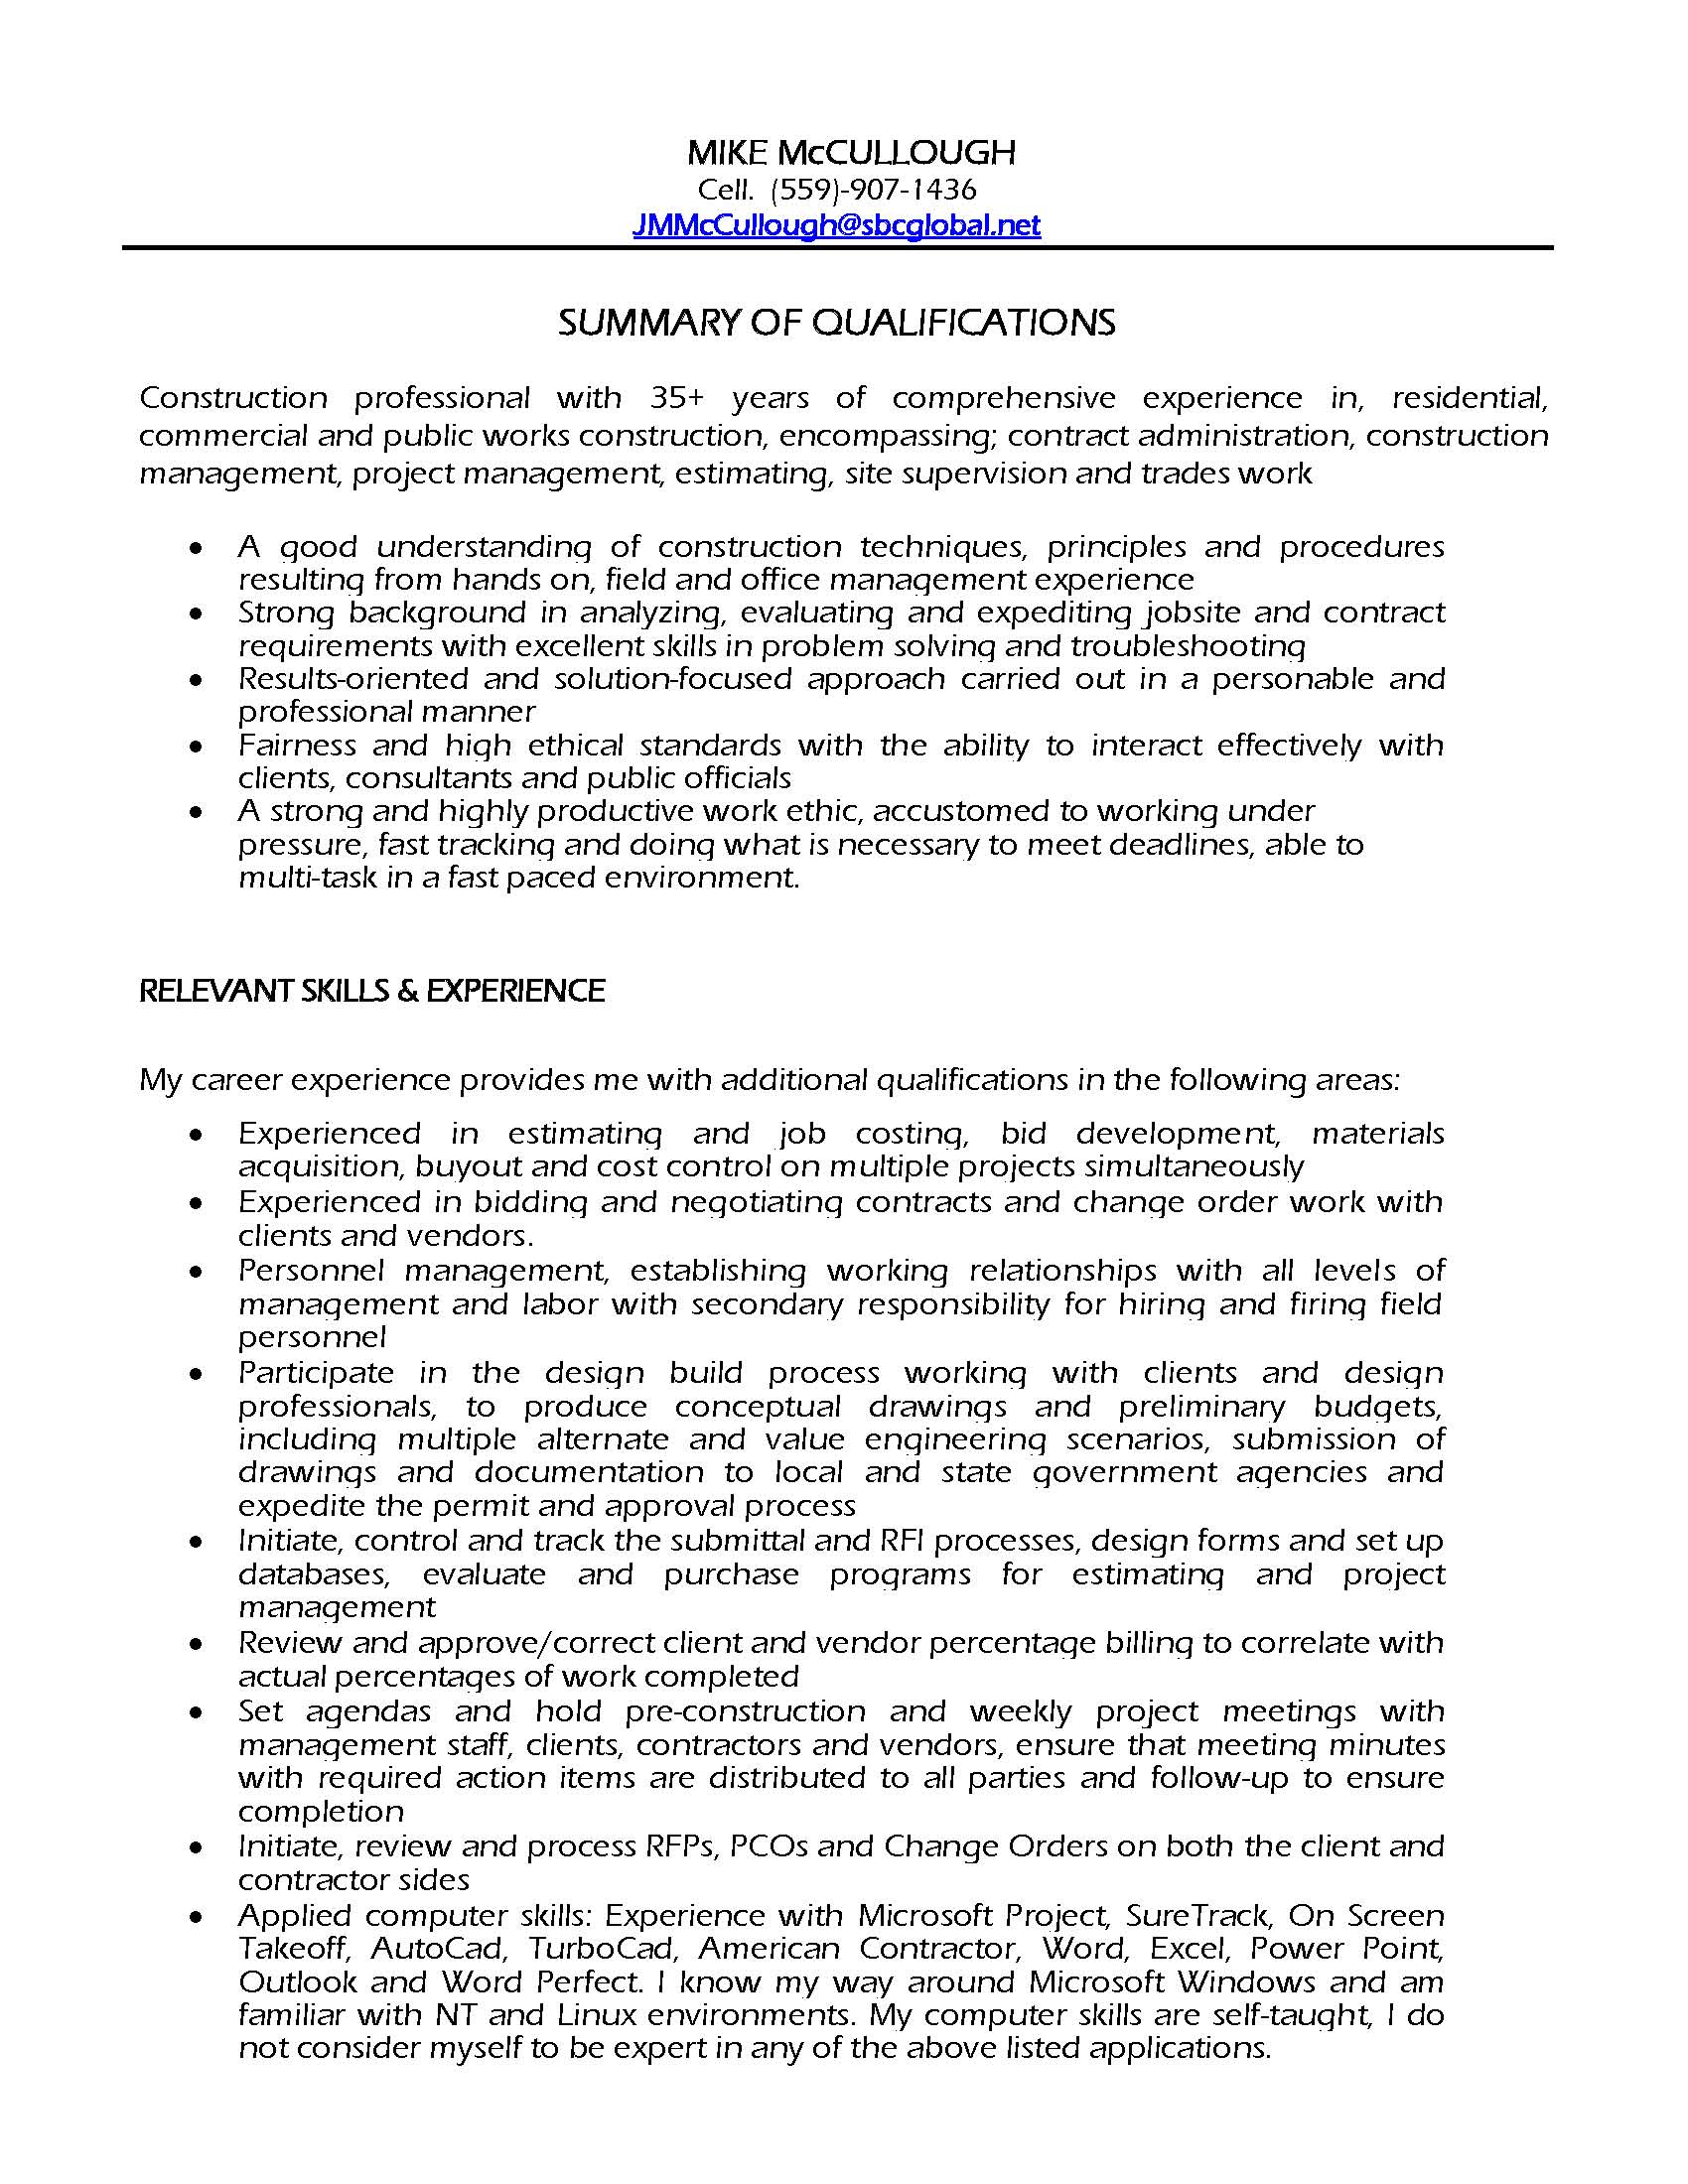 MIKE McCULLOUGH
Cell. (559)-907-1436
JMMcCullough@sbcglobal.net
SUMMARY OF QUALIFICATIONS
Construction professional with 35+ years of comprehensive experience in, residential,
commercial and public works construction, encompassing; contract administration, construction
management, project management, estimating, site supervision and trades work
• A good understanding of construction techniques, principles and procedures
resulting from hands on, field and office management experience
• Strong background in analyzing, evaluating and expediting jobsite and contract
requirements with excellent skills in problem solving and troubleshooting
• Results-oriented and solution-focused approach carried out in a personable and
professional manner
• Fairness and high ethical standards with the ability to interact effectively with
clients, consultants and public officials
• A strong and highly productive work ethic, accustomed to working under
pressure, fast tracking and doing what is necessary to meet deadlines, able to
multi-task in a fast paced environment.
RELEVANT SKILLS & EXPERIENCE
My career experience provides me with additional qualifications in the following areas:
• Experienced in estimating and job costing, bid development, materials
acquisition, buyout and cost control on multiple projects simultaneously
• Experienced in bidding and negotiating contracts and change order work with
clients and vendors.
• Personnel management, establishing working relationships with all levels of
management and labor with secondary responsibility for hiring and firing field
personnel
• Participate in the design build process working with clients and design
professionals, to produce conceptual drawings and preliminary budgets,
including multiple alternate and value engineering scenarios, submission of
drawings and documentation to local and state government agencies and
expedite the permit and approval process
• Initiate, control and track the submittal and RFI processes, design forms and set up
databases, evaluate and purchase programs for estimating and project
management
• Review and approve/correct client and vendor percentage billing to correlate with
actual percentages of work completed
• Set agendas and hold pre-construction and weekly project meetings with
management staff, clients, contractors and vendors, ensure that meeting minutes
with required action items are distributed to all parties and follow-up to ensure
completion
• Initiate, review and process RFPs, PCOs and Change Orders on both the client and
contractor sides
• Applied computer skills: Experience with Microsoft Project, SureTrack, On Screen
Takeoff, AutoCad, TurboCad, American Contractor, Word, Excel, Power Point,
Outlook and Word Perfect. I know my way around Microsoft Windows and am
familiar with NT and Linux environments. My computer skills are self-taught, I do
not consider myself to be expert in any of the above listed applications.